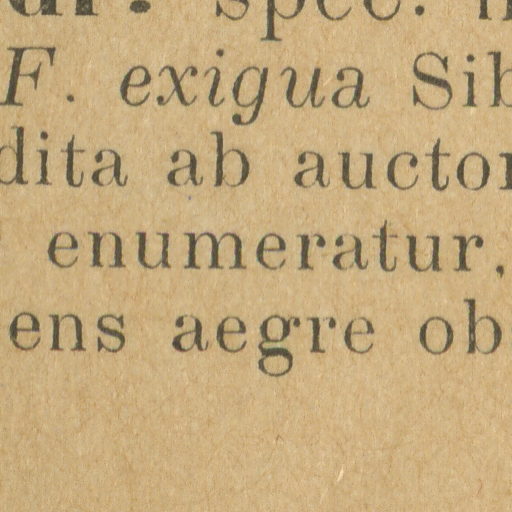 spec.
F. exigua Sib
dita ab auctor
enumeratur,
ens aegre ob